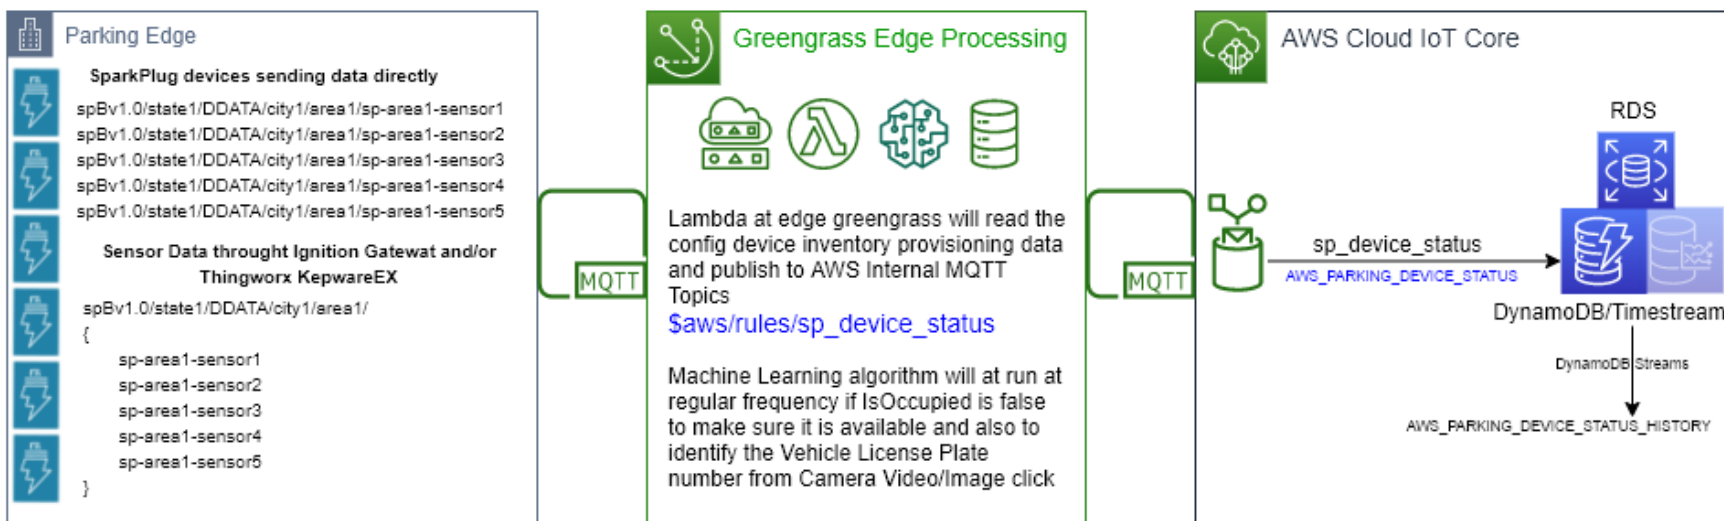 Parking Edge
SparkPlug devices sending data directly
spBv1.0/state1/DDATA/city1/area1/sp-area1-sensor1
spBv1.0/state1/DDATA/city1/area1/sp-area1-sensor2
spBv1.0/state1/DDATA/city1/area1/sp-area1-sensor3
spBv1.0/state1/DDATA/city1/area1/sp-area1-sensor4
spBv1.0/state1/DDATA/city1/area1/sp-area1-sensor5
Sensor Data throught Ignition Gatewat and/or
Thingworx KepwareEX
spBv1.0/state1/DDATA/city1/area1/
{
sp-area1-sensor1
sp-area1-sensor2
sp-area1-sensor3
sp-area1-sensor4
sp-area1-sensor5
}
MQTT
Greengrass Edge Processing
Lambda at edge greengrass will read the
config device inventory provisioning data
and publish to AWS Internal MQTT
Topics
$aws/rules/sp_device_status
Machine Learning algorithm will at run at
regular frequency if IsOccupied is false
to make sure it is available and also to
identify the Vehicle License Plate
number from Camera Video/Image click
MQTT
AWS Cloud IoT Core
RDS
sp_device_status
AWS_PARKING_DEVICE_STATUS
DynamoDB/Timestream
DynamoDB Streams
AWS_PARKING_DEVICE_STATUS_HISTORY